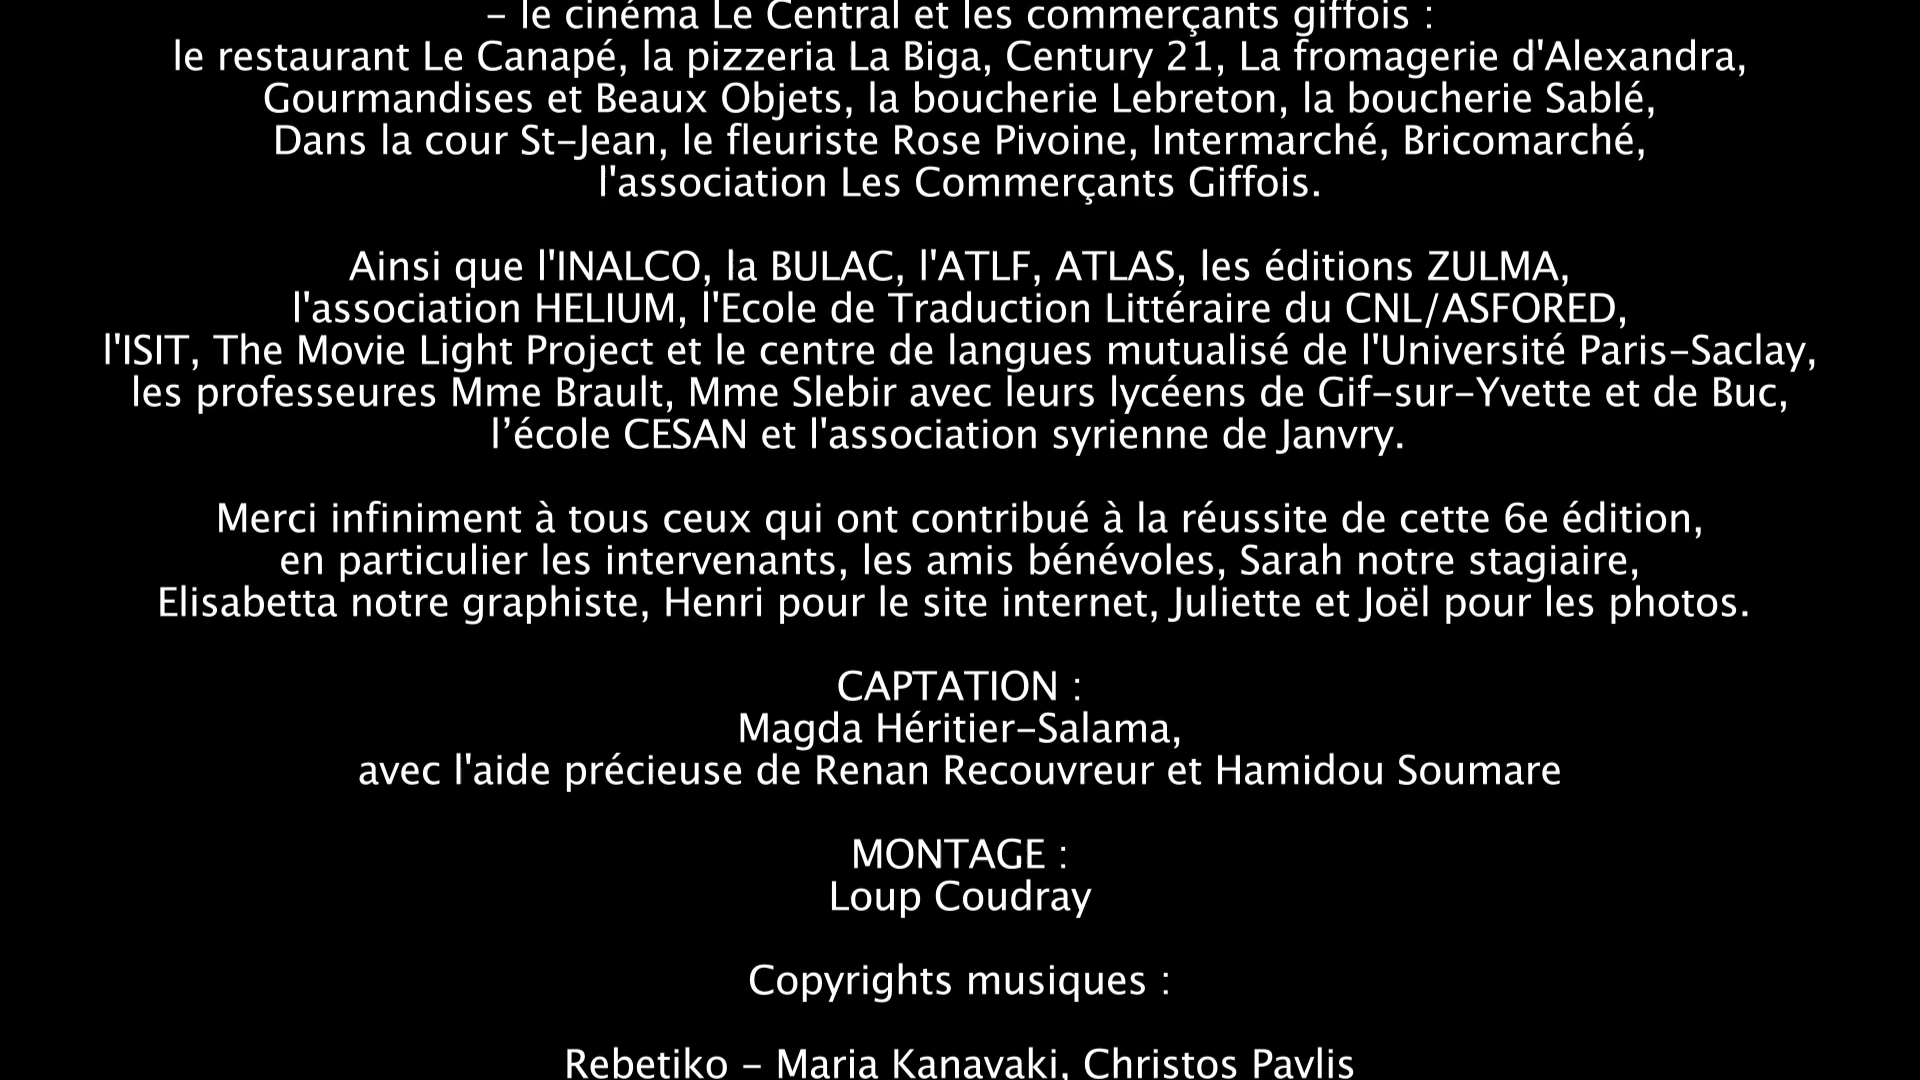 – le cinéma Le Central et les commerçants giffois :
le restaurant Le Canapé, la pizzeria La Biga, Century 21, La fromagerie d'Alexandra,
Gourmandises et Beaux Objets, la boucherie Lebreton, la boucherie Sablé,
Dans la cour St–Jean, le fleuriste Rose Pivoine, Intermarché, Bricomarché,
l'association Les Commerçants Giffois.
Ainsi que l'INALCO, la BULAC, l'ATLF, ATLAS, les éditions ZULMA,
l'association HELIUM, l'Ecole de Traduction Littéraire du CNL/ASFORED,
l'ISIT, The Movie Light Project et le centre de langues mutualisé de l'Université Paris–Saclay,
les professeures Mme Brault, Mme Slebir avec leurs lycéens de Gif–sur–Yvette et de Buc,
l’école CESAN et l'association syrienne de Janvry.
Merci infiniment à tous ceux qui ont contribué à la réussite de cette 6e édition,
en particulier les intervenants, les amis bénévoles, Sarah notre stagiaire,
Elisabetta notre graphiste, Henri pour le site internet, Juliette et Joël pour les photos.
CAPTATION :
Magda Héritier–Salama,
avec l'aide précieuse de Renan Recouvreur et Hamidou Soumare
MONTAGE :
Loup Coudray
Copyrights musiques :
Rebetiko – Maria Kanavaki, Christos Pavlis